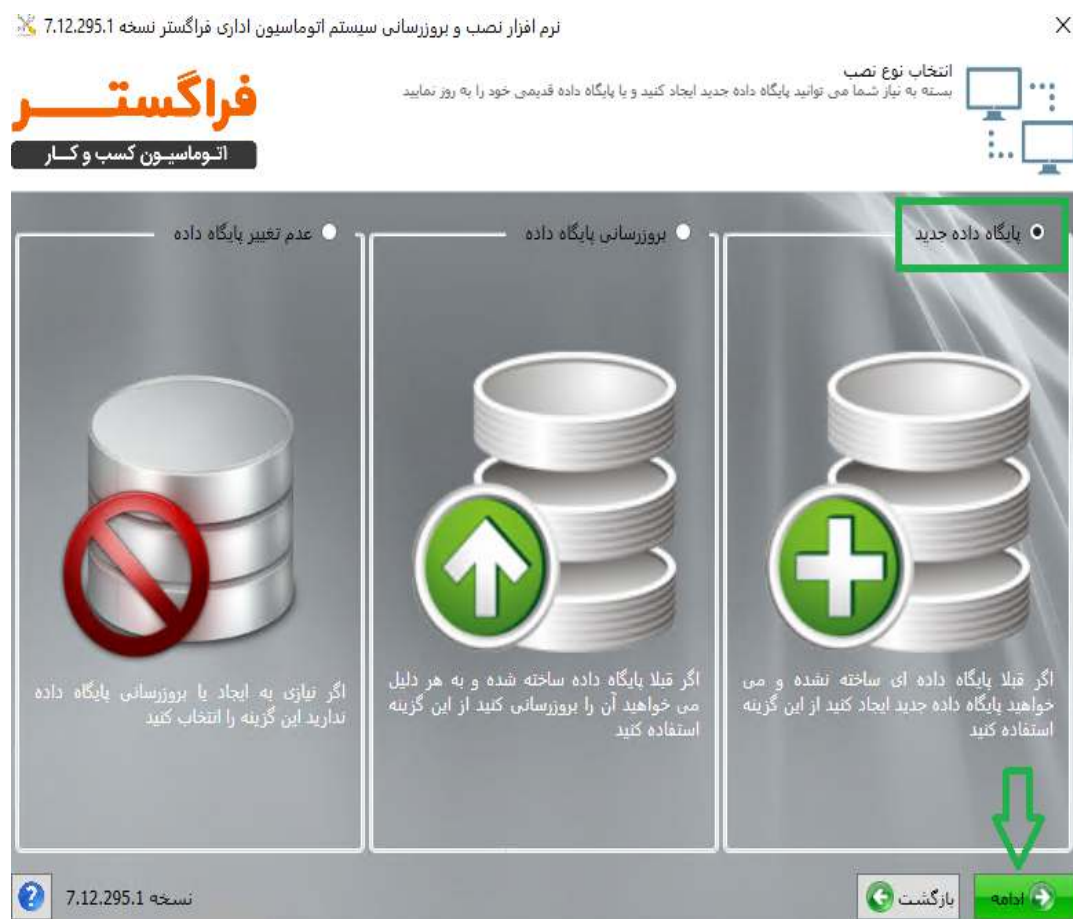 نرم افزار نصب و بروزرسانی سیستم اتوماسیون اداری فراگستر نسخه 7.12.295.1
X
انتخاب نوع نصب
بسته به نیاز شما می توانید پایگاه داده جدید ایجاد کنید و یا پایگاه داده قدیمی خود را به روز نمایید
فراگستر
اتوماسیون کسب و کار
پایگاه داده جدید
اگر قبلا پایگاه داده ای ساخته نشده و می
خواهید پایگاه داده جدید ایجاد کنید از این گزینه
استفاده کنید
بروزرسانی پایگاه داده
اگر قبلا پایگاه داده ساخته شده و به هر دلیل
می خواهید آن را بروزرسانی کنید از این گزینه
استفاده کنید
عدم تغییر پایگاه داده
اگر نیازی به ایجاد یا بروزرسانی پایگاه داده
ندارید این گزینه را انتخاب کنید
ادامه
بازگشت
نسخه 7.12.295.1
?